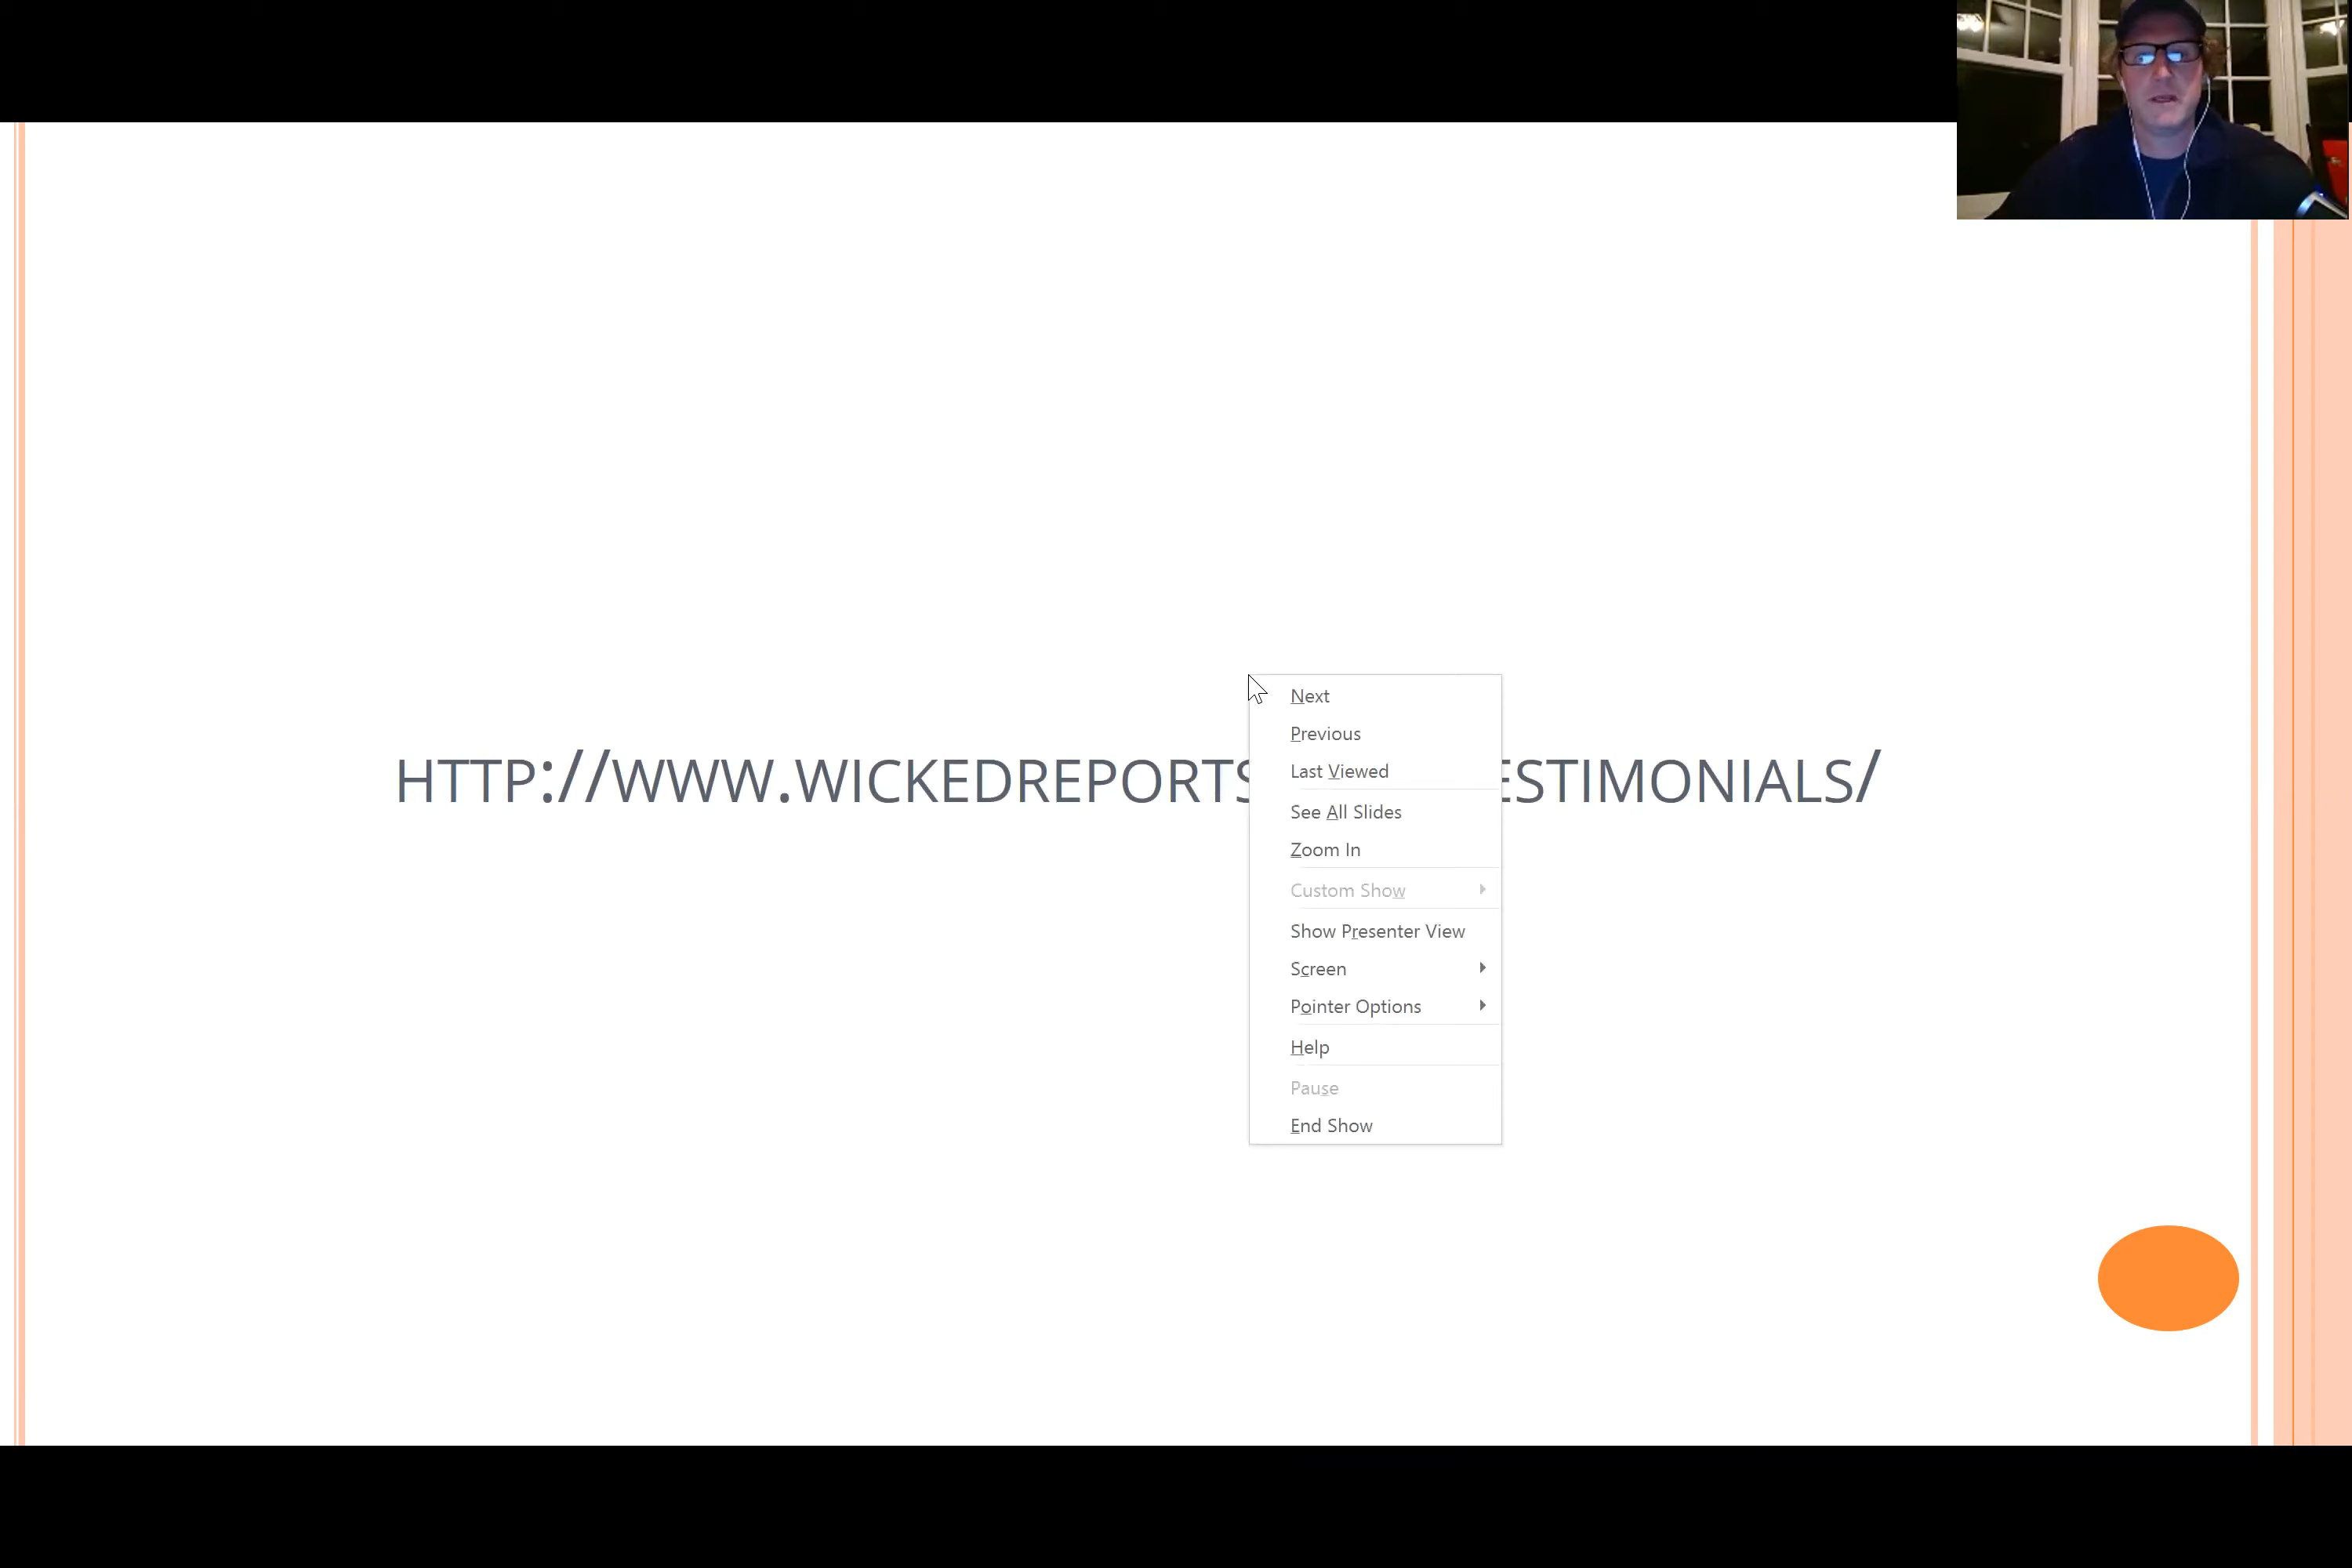 HTTP://WWW.WICKEDREPORTS ESTIMONIALS/
Next
Previous
Last Viewed
See All Slides
Zoom In
Custom Show
Show Presenter View
Screen
Pointer Options
Help
Pause
End Show